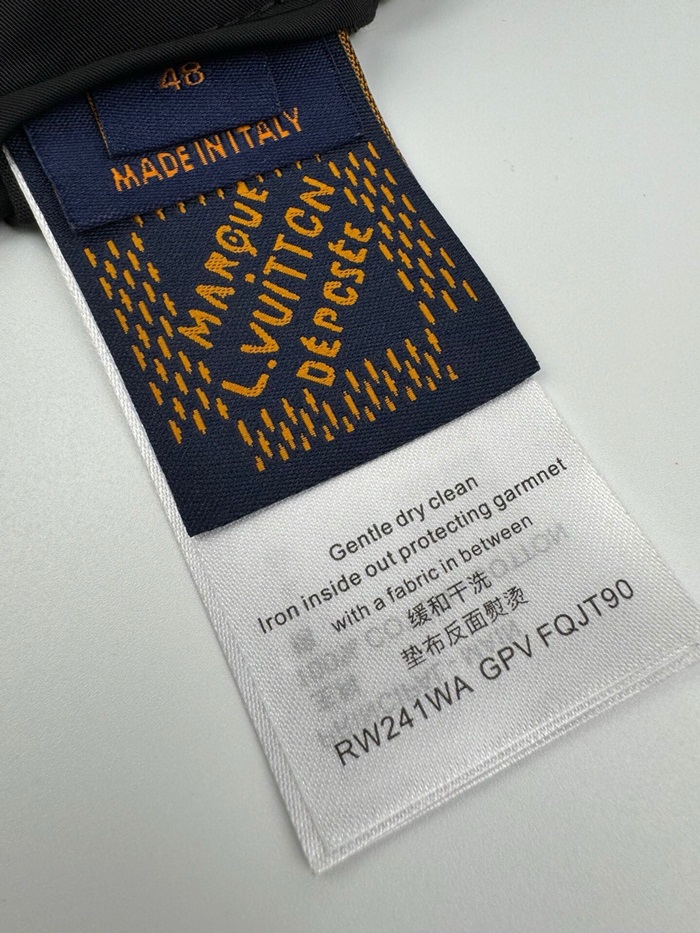 48
MADE IN ITALY
MARQUE
L.VUITTON
DÉPOSÉE
Gentle dry clean
Iron inside out protecting garmnet
with a fabric in between
缓和干洗
垫布反面熨烫
RW241WA GPV FQJT90